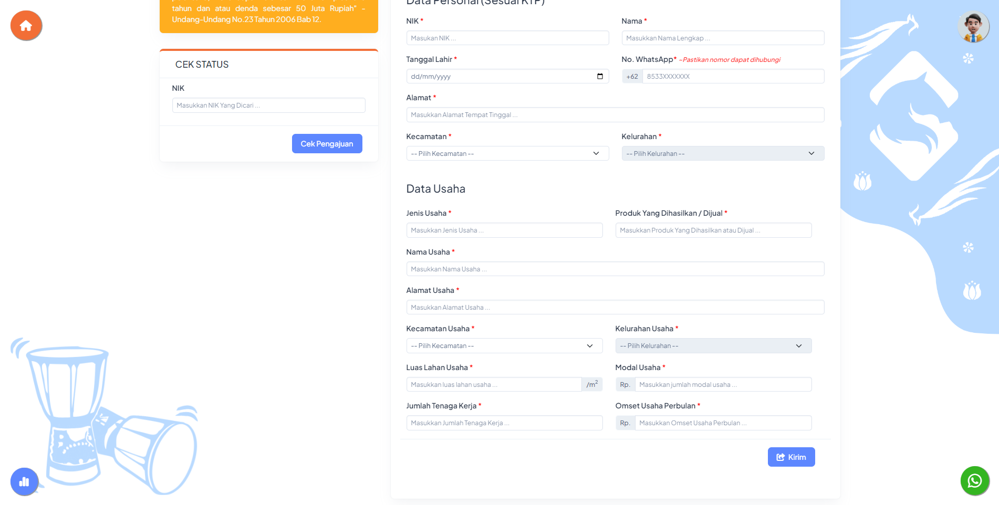 tahun dan atau denda sebesar 50 Juta Rupiah" -
Undang-Undang No.23 Tahun 2006 Bab 12.
CEK STATUS
NIK
Masukkan NIK Yang Dicari ...
Cek Pengajuan
Data Personal (Sesuai KTP)
NIK * Nama *
Masukan NIK ... Masukkan Nama Lengkap ...
Tanggal Lahir * No. WhatsApp* ~Pastikan nomor dapat dihubungi
dd/mm/yyyy +62 8533XXXXXXX
Alamat *
Masukkan Alamat Tempat Tinggal ...
Kecamatan * Kelurahan *
-- Pilih Kecamatan -- -- Pilih Kelurahan --
Data Usaha
Jenis Usaha * Produk Yang Dihasilkan / Dijual *
Masukkan Jenis Usaha ... Masukkan Produk Yang Dihasilkan atau Dijual ...
Nama Usaha *
Masukkan Nama Usaha ...
Alamat Usaha *
Masukkan Alamat Usaha ...
Kecamatan Usaha * Kelurahan Usaha *
-- Pilih Kecamatan -- -- Pilih Kelurahan --
Luas Lahan Usaha * Modal Usaha *
Masukkan luas lahan usaha ... /m² Rp. Masukkan jumlah modal usaha ...
Jumlah Tenaga Kerja * Omset Usaha Perbulan *
Masukkan Jumlah Tenaga Kerja ... Rp. Masukkan Omset Usaha Perbulan ...
Kirim